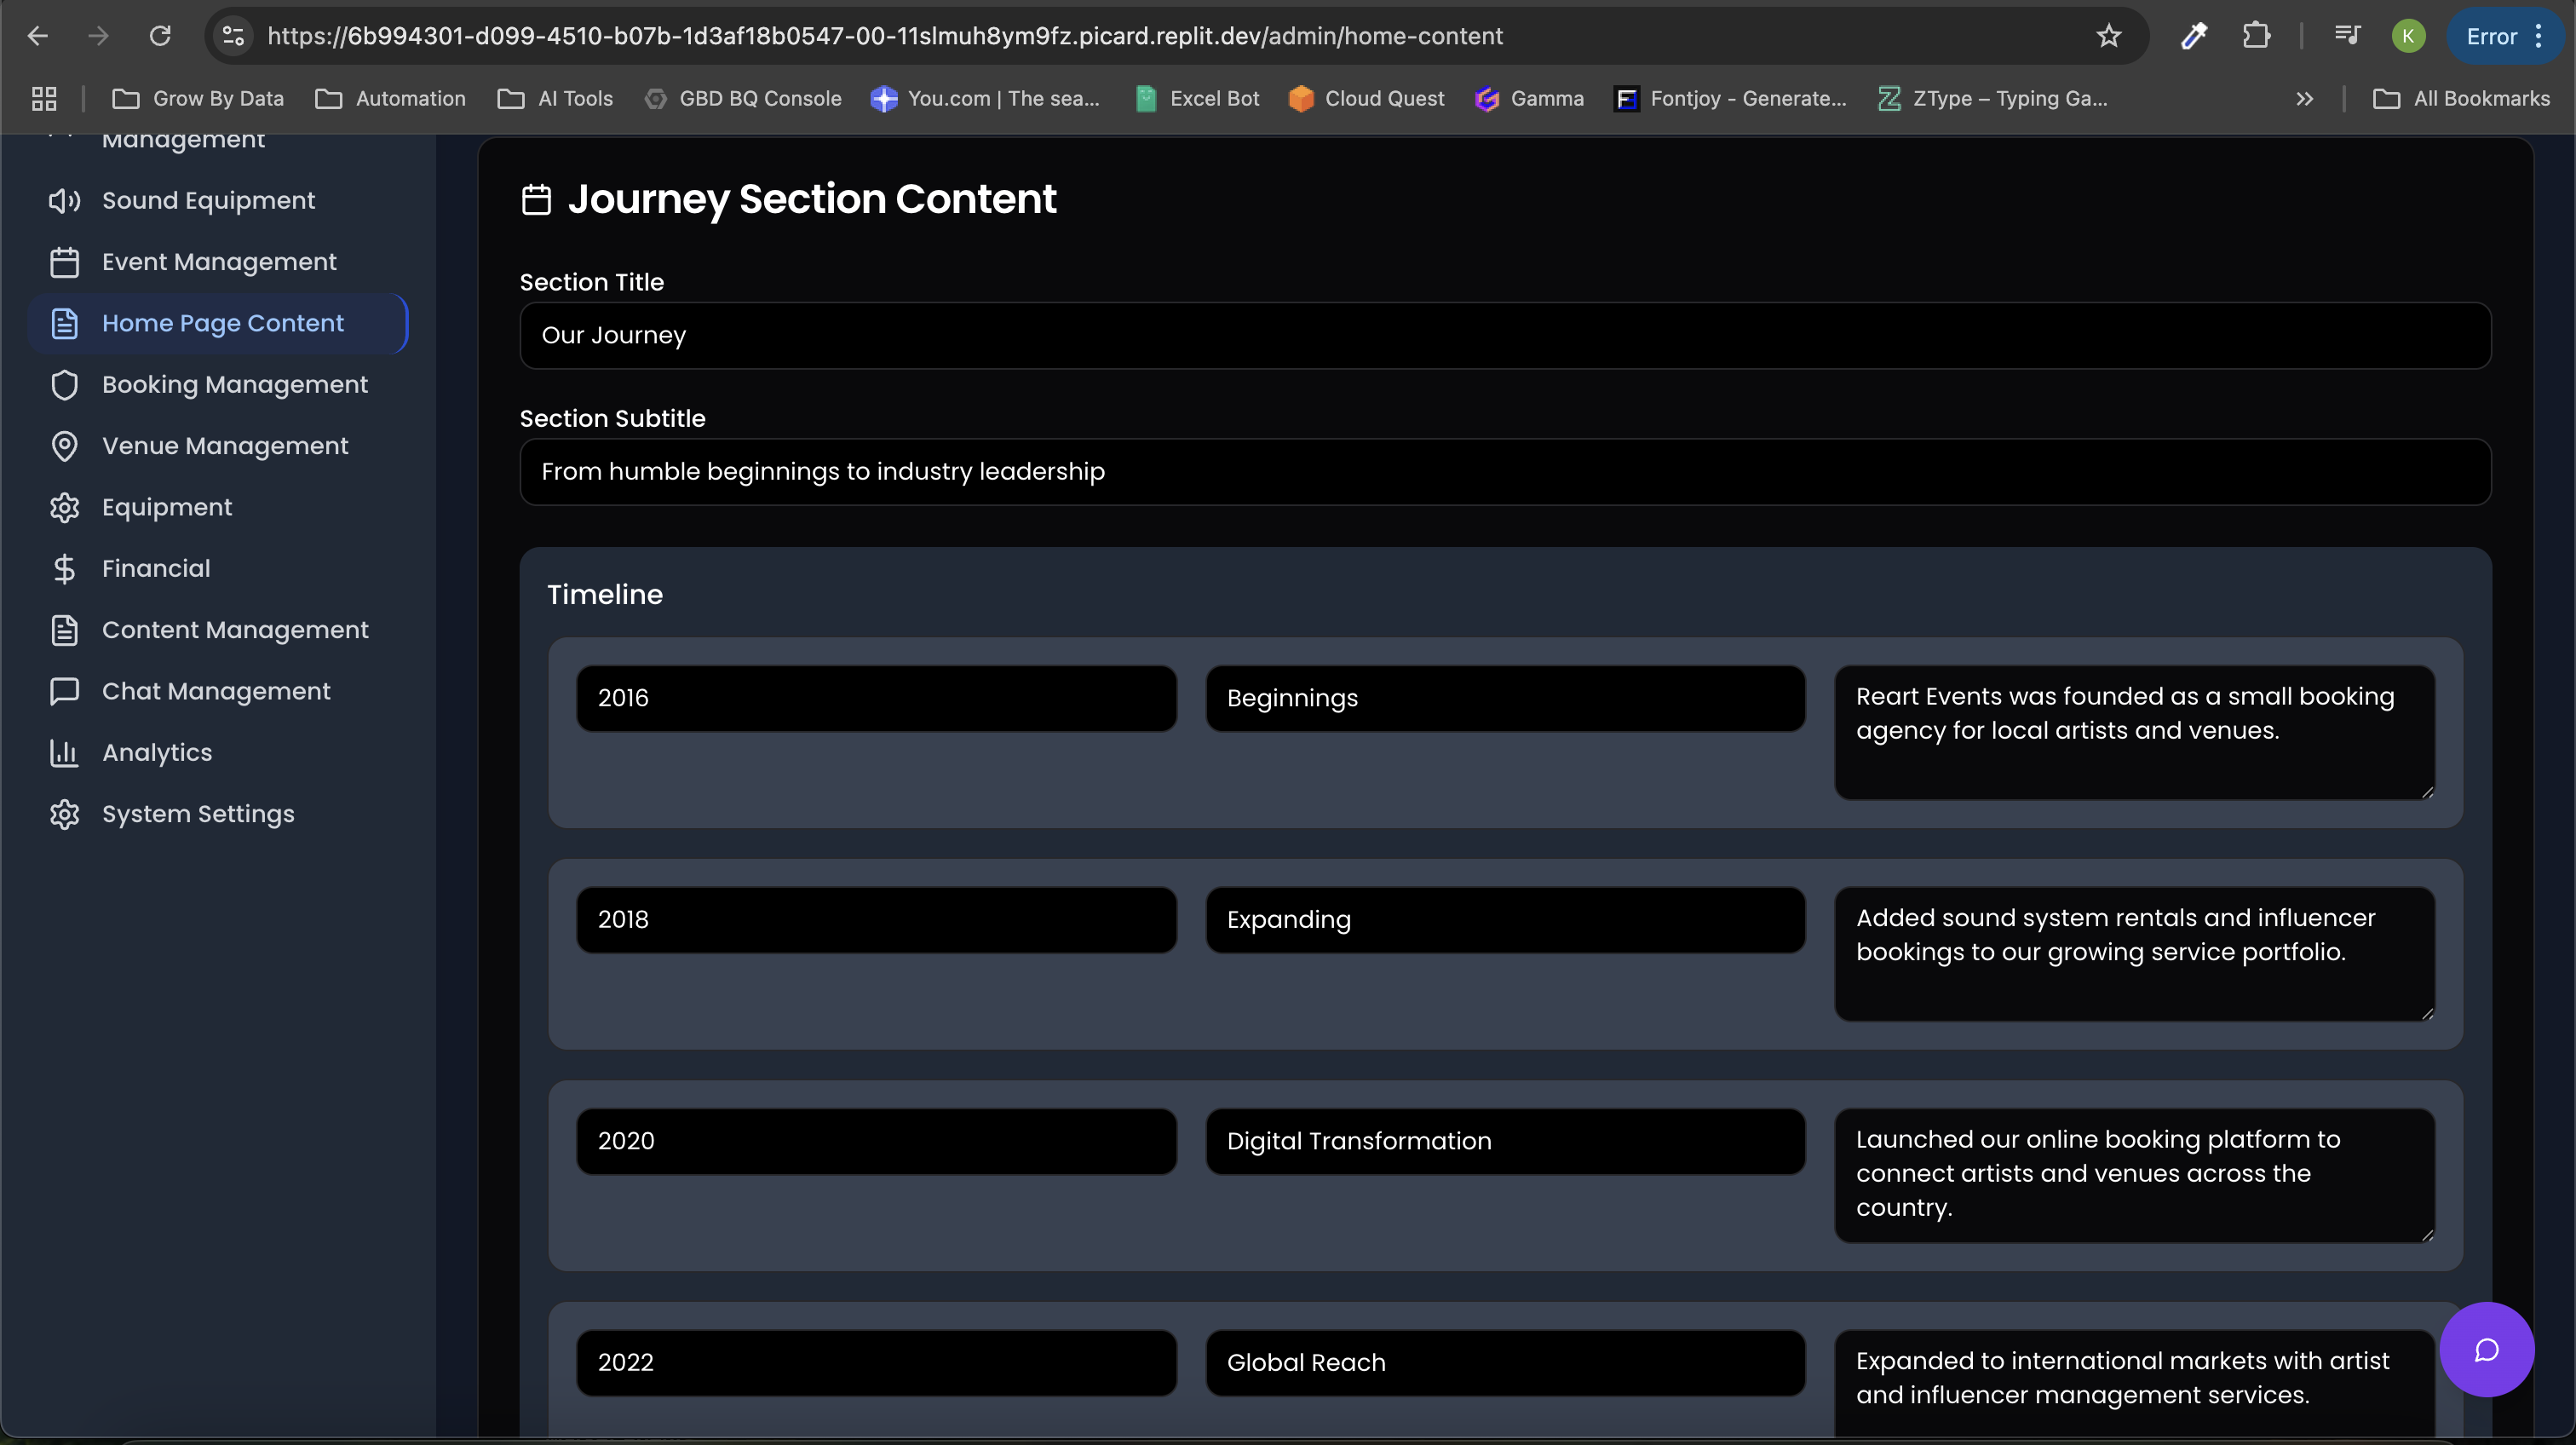 https://6b994301-d099-4510-b07b-1d3af18b0547-00-11slmuh8ym9fz.picard.replit.dev/admin/home-content
K
Error
Grow By Data
Automation
AI Tools
GBD BQ Console
You.com | The sea...
Excel Bot
Cloud Quest
Gamma
Fontjoy - Generate...
ZType – Typing Ga...
All Bookmarks
Management
Sound Equipment
Event Management
Home Page Content
Booking Management
Venue Management
Equipment
Financial
Content Management
Chat Management
Analytics
System Settings
Journey Section Content
Section Title
Our Journey
Section Subtitle
From humble beginnings to industry leadership
Timeline
2016
Beginnings
Reart Events was founded as a small booking
agency for local artists and venues.
2018
Expanding
Added sound system rentals and influencer
bookings to our growing service portfolio.
2020
Digital Transformation
Launched our online booking platform to
connect artists and venues across the
country.
2022
Global Reach
Expanded to international markets with artist
and influencer management services.